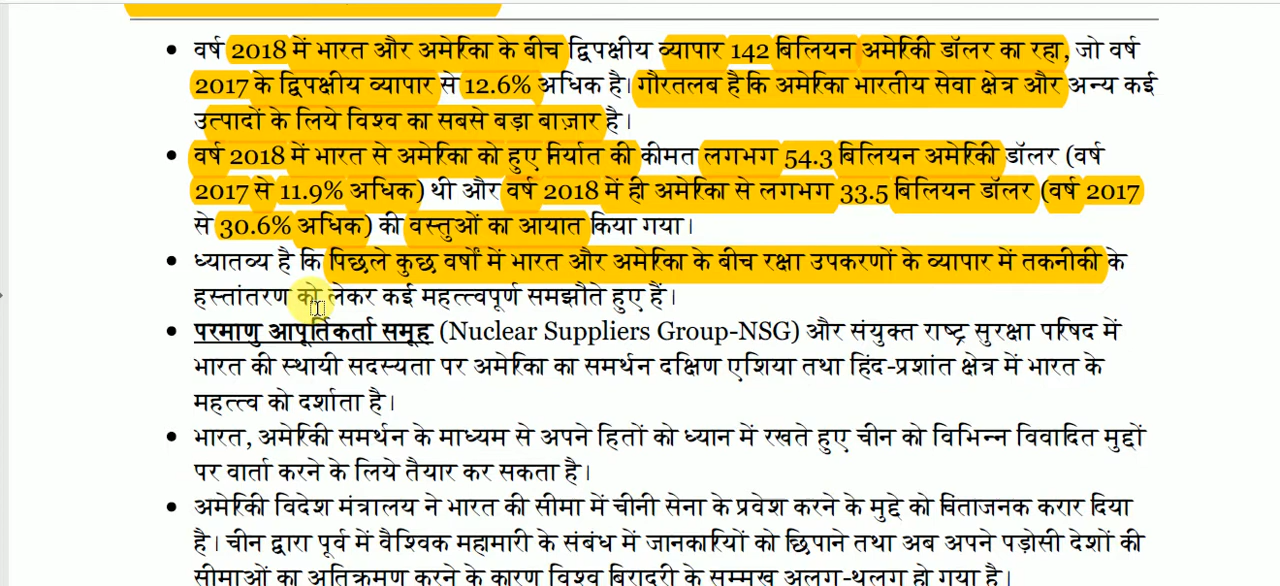 वर्ष 2018 में भारत और अमेरिका के बीच द्विपक्षीय व्यापार 142 बिलियन अमेरिकी डॉलर का रहा, जो वर्ष
2017 के द्विपक्षीय व्यापार से 12.6% अधिक है। गौरतलब है कि अमेरिका भारतीय सेवा क्षेत्र और अन्य कई
उत्पादों के लिये विश्व का सबसे बड़ा बाज़ार है।
वर्ष 2018 में भारत से अमेरिका को हुए निर्यात की कीमत लगभग 54.3 बिलियन अमेरिकी डॉलर (वर्ष
2017 से 11.9% अधिक) थी और वर्ष 2018 में ही अमेरिका से लगभग 33.5 बिलियन डॉलर (वर्ष 2017
से 30.6% अधिक) की वस्तुओं का आयात किया गया।
ध्यातव्य है कि पिछले कुछ वर्षों में भारत और अमेरिका के बीच रक्षा उपकरणों के व्यापार में तकनीकी के
हस्तांतरण को लेकर कई महत्त्वपूर्ण समझौते हुए हैं।
परमाणु आपूर्तिकर्ता समूह (Nuclear Suppliers Group-NSG) और संयुक्त राष्ट्र सुरक्षा परिषद में
भारत की स्थायी सदस्यता पर अमेरिका का समर्थन दक्षिण एशिया तथा हिंद-प्रशांत क्षेत्र में भारत के
महत्त्व को दर्शाता है।
भारत, अमेरिकी समर्थन के माध्यम से अपने हितों को ध्यान में रखते हुए चीन को विभिन्न विवादित मुद्दों
पर वार्ता करने के लिये तैयार कर सकता है।
अमेरिकी विदेश मंत्रालय ने भारत की सीमा में चीनी सेना के प्रवेश करने के मुद्दे को चिंताजनक करार दिया
है। चीन द्वारा पूर्व में वैश्विक महामारी के संबंध में जानकारियों को छिपाने तथा अब अपने पड़ोसी देशों की
सीमाओं का अतिक्रमण करने के कारण विश्व बिरादरी के सम्मुख अलग-थलग हो गया है।